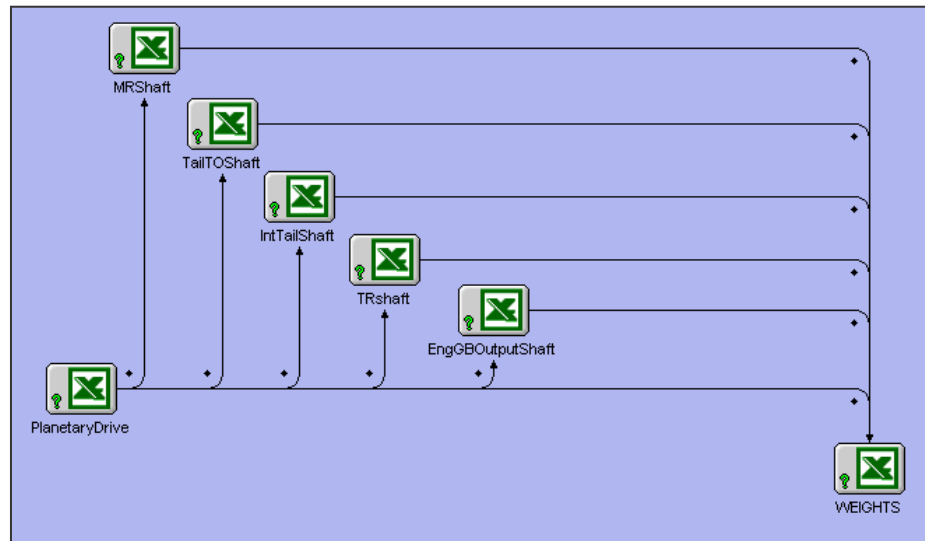 MRShaft
TailTOShaft
IntTailShaft
TRshaft
EngGBOutputShaft
PlanetaryDrive
WEIGHTS